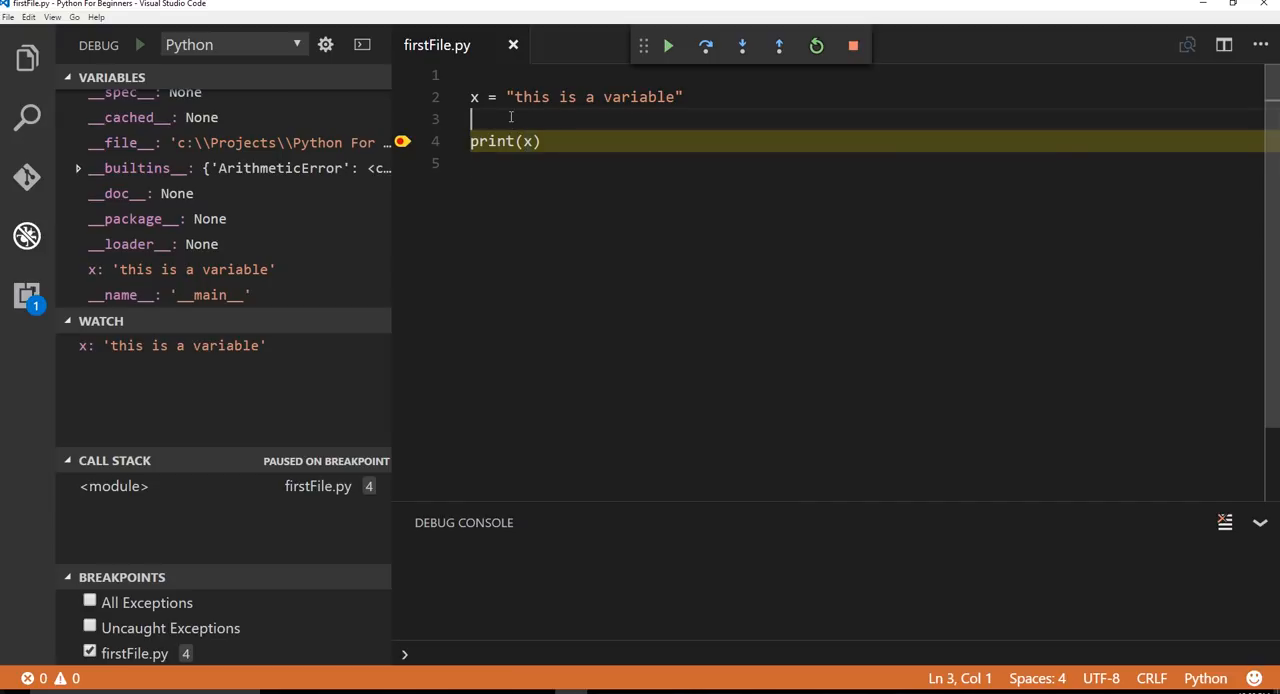 firstFile.py - Python For Beginners - Visual Studio Code
File Edit View Go Help
DEBUG Python
VARIABLES
__spec__: None
__cached__: None
__file__: 'c:\\Projects\\Python For ...
__builtins__: {'ArithmeticError': <c...
__doc__: None
__package__: None
__loader__: None
x: 'this is a variable'
__name__: '__main__'
WATCH
x: 'this is a variable'
CALL STACK PAUSED ON BREAKPOINT
<module> firstFile.py 4
BREAKPOINTS
All Exceptions
Uncaught Exceptions
firstFile.py 4
1
firstFile.py
1
2 x = "this is a variable"
3
4 print(x)
5
DEBUG CONSOLE
0 0 Ln 3, Col 1 Spaces: 4 UTF-8 CRLF Python